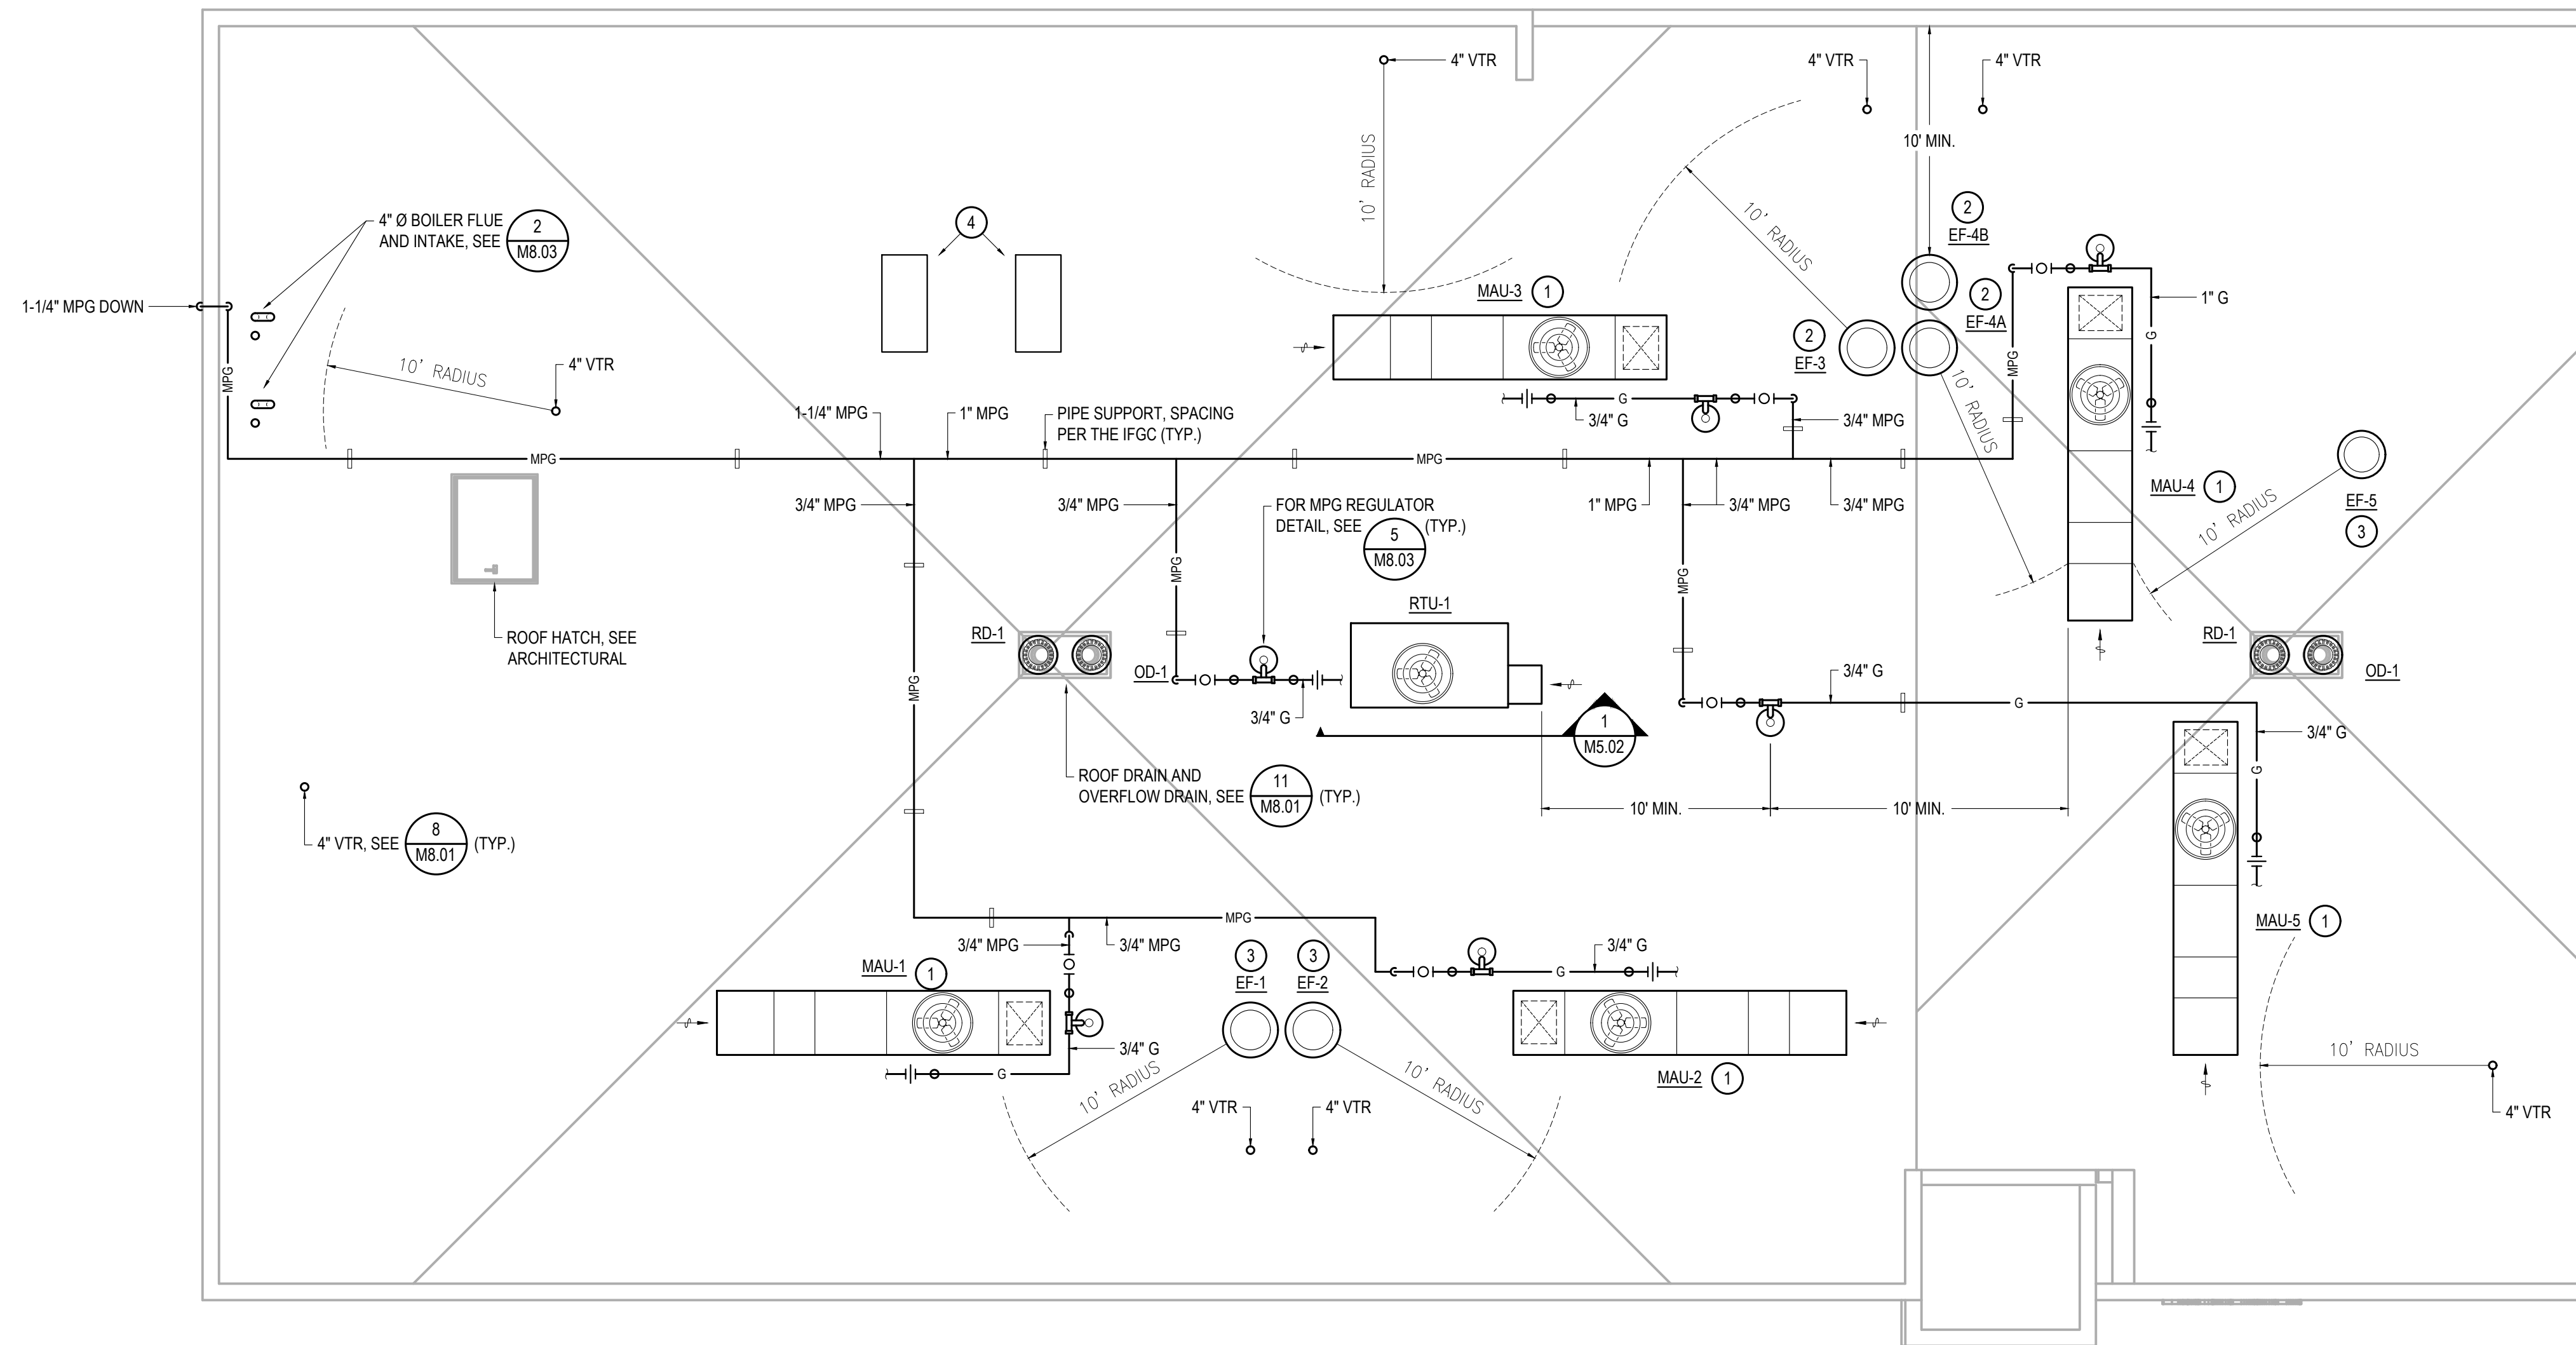 4" VTR
4" VTR
4" VTR
10' MIN.
10' RADIUS
10' RADIUS
4" Ø BOILER FLUE
AND INTAKE, SEE
2
M8.03
4
2
EF-4B
2
EF-4A
2
EF-3
MAU-3
1
1" G
G
1-1/4" MPG DOWN
MPG
10' RADIUS
4" VTR
MPG
10' RADIUS
1-1/4" MPG
1" MPG
PIPE SUPPORT, SPACING
PER THE IFGC (TYP.)
G
3/4" G
3/4" MPG
MPG
MPG
MAU-4
1
10' RADIUS
EF-5
3
3/4" MPG
3/4" MPG
FOR MPG REGULATOR
DETAIL, SEE
5
M8.03
(TYP.)
1" MPG
3/4" MPG
3/4" MPG
MPG
MPG
RTU-1
ROOF HATCH, SEE
ARCHITECTURAL
RD-1
OD-1
RD-1
OD-1
MPG
3/4" G
3/4" G
G
1
M5.02
3/4" G
G
ROOF DRAIN AND
OVERFLOW DRAIN, SEE
11
M8.01
(TYP.)
10' MIN.
10' MIN.
4" VTR, SEE
8
M8.01
(TYP.)
MPG
3/4" MPG
3/4" MPG
3/4" G
G
MAU-1
1
3
EF-1
3
EF-2
MAU-5
1
3/4" G
G
10' RADIUS
10' RADIUS
MAU-2
1
10' RADIUS
4" VTR
4" VTR
4" VTR